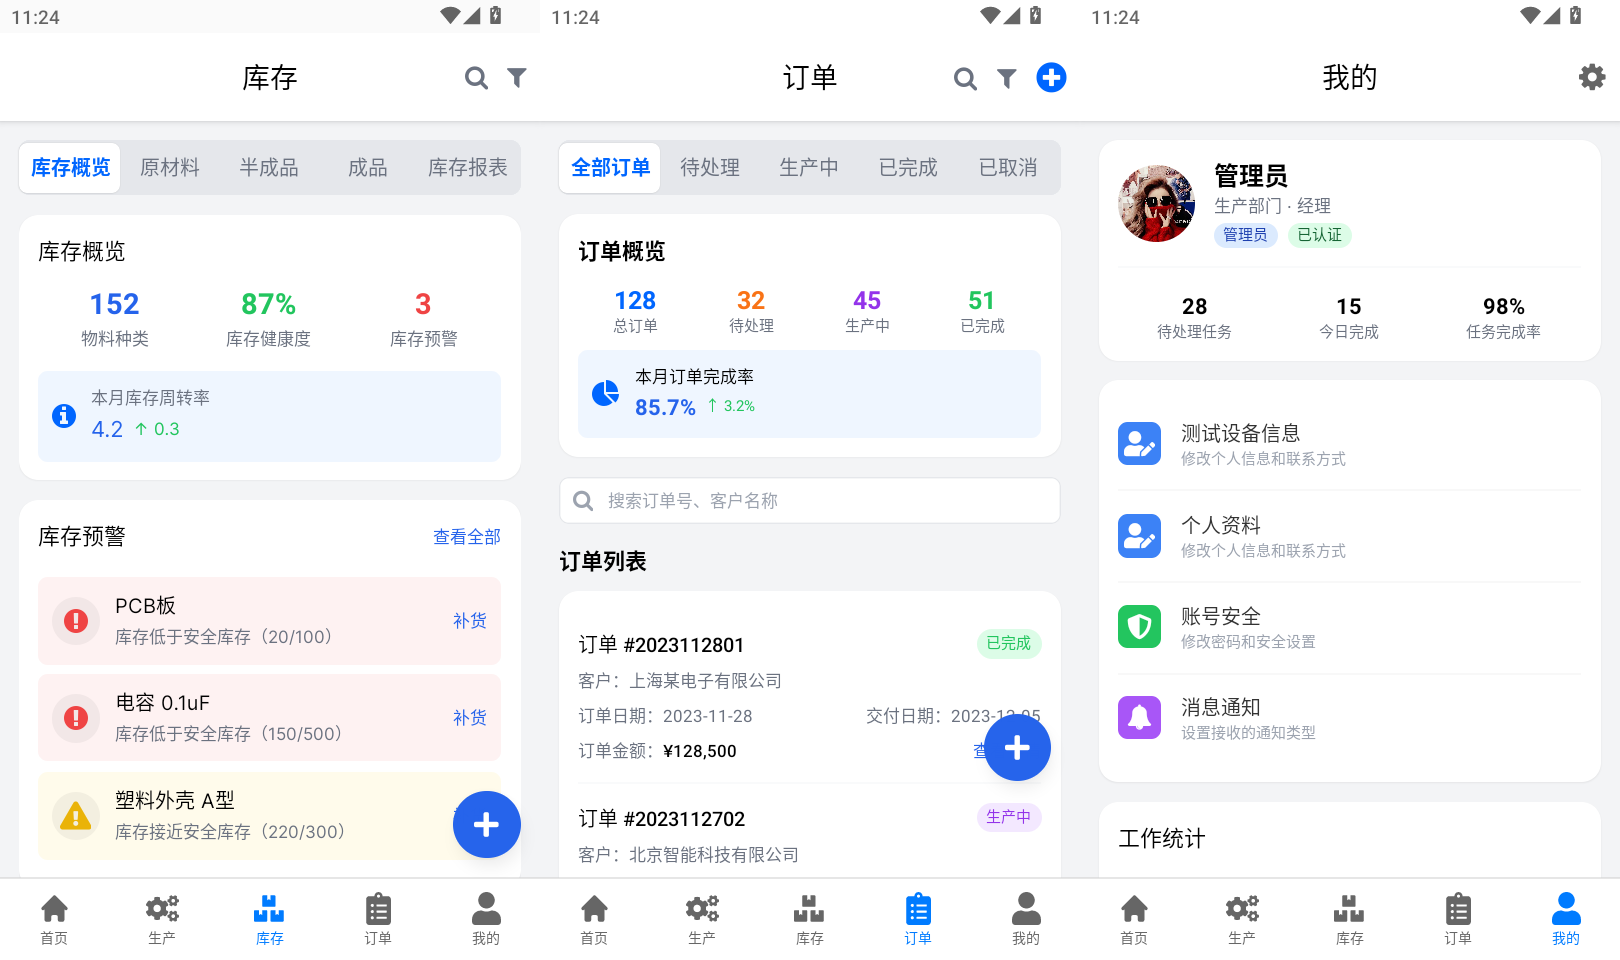 11:24
库存
库存概览 原材料 半成品 成品 库存报表
库存概览
152 87% 3
物料种类 库存健康度 库存预警
本月库存周转率
4.2 ↑ 0.3
库存预警 查看全部
PCB板
库存低于安全库存（20/100）
补货
电容 0.1uF
库存低于安全库存（150/500）
补货
塑料外壳 A型
库存接近安全库存（220/300）
首页 生产 库存 订单 我的
11:24
订单
全部订单 待处理 生产中 已完成 已取消
订单概览
128 32 45 51
总订单 待处理 生产中 已完成
本月订单完成率
85.7% ↑ 3.2%
搜索订单号、客户名称
订单列表
订单 #2023112801 已完成
客户：上海某电子有限公司
订单日期：2023-11-28 交付日期：2023-12-05
订单金额：¥128,500 查
订单 #2023112702 生产中
客户：北京智能科技有限公司
首页 生产 库存 订单 我的
11:24
我的
管理员
生产部门 · 经理
管理员 已认证
28 15 98%
待处理任务 今日完成 任务完成率
测试设备信息
修改个人信息和联系方式
个人资料
修改个人信息和联系方式
账号安全
修改密码和安全设置
消息通知
设置接收的通知类型
工作统计
首页 生产 库存 订单 我的